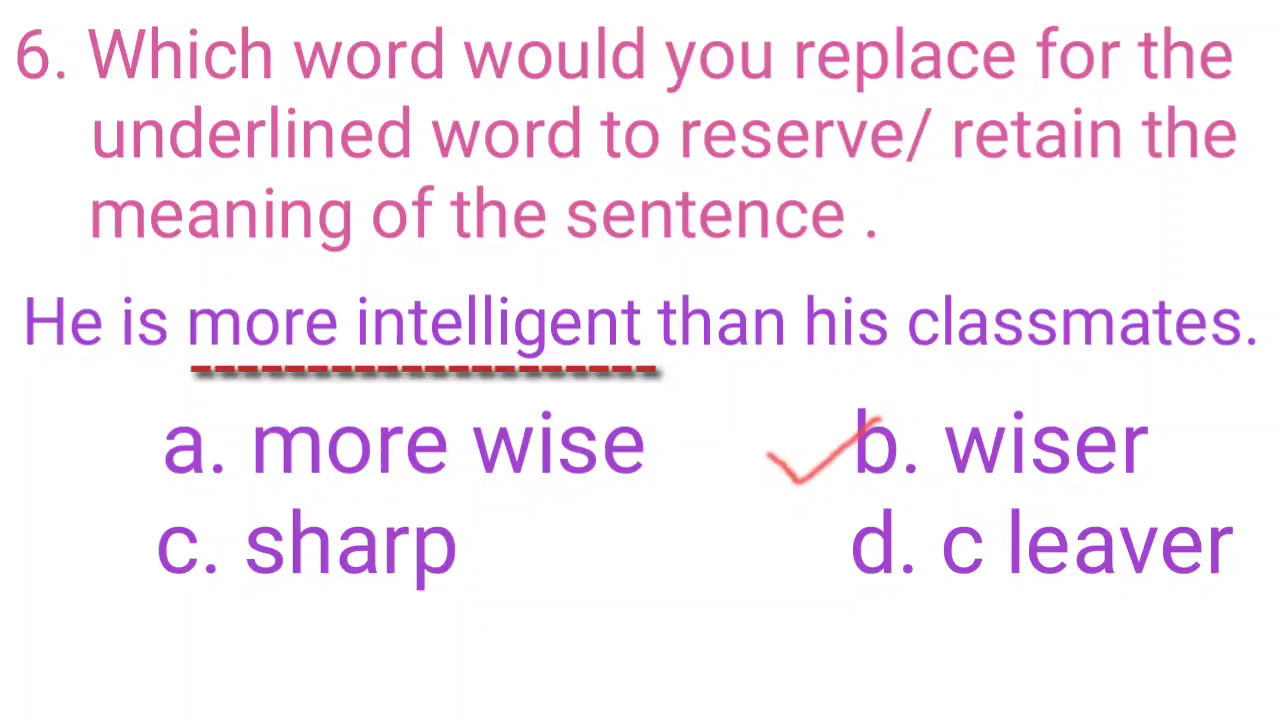 6. Which word would you replace for the
underlined word to reserve/ retain the
meaning of the sentence .
He is more intelligent than his classmates.
a. more wise b. wiser
c. sharp d. c leaver